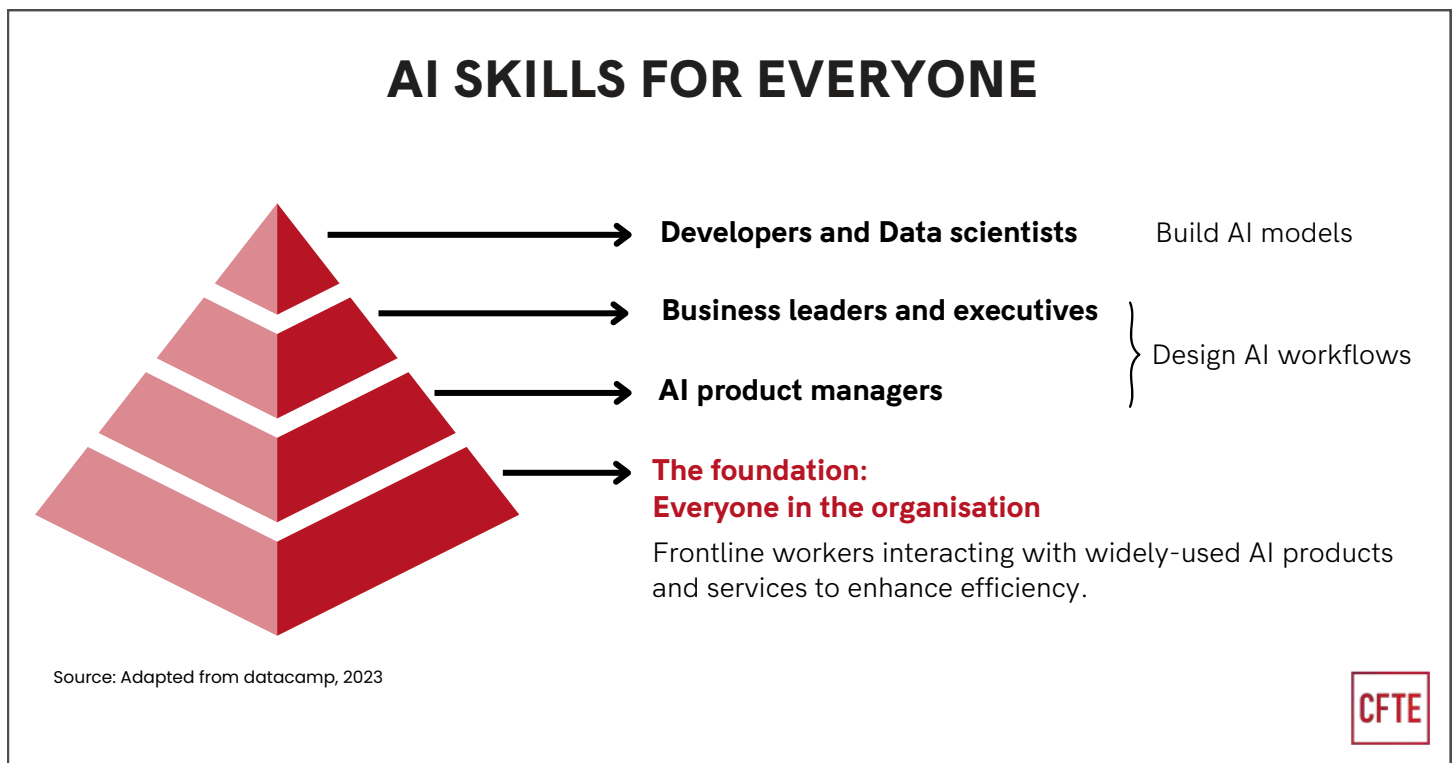 AI SKILLS FOR EVERYONE
Developers and Data scientists
Build AI models
Business leaders and executives
Design AI workflows
AI product managers
The foundation:
Everyone in the organisation
Frontline workers interacting with widely-used AI products
and services to enhance efficiency.
Source: Adapted from datacamp, 2023
CFTE